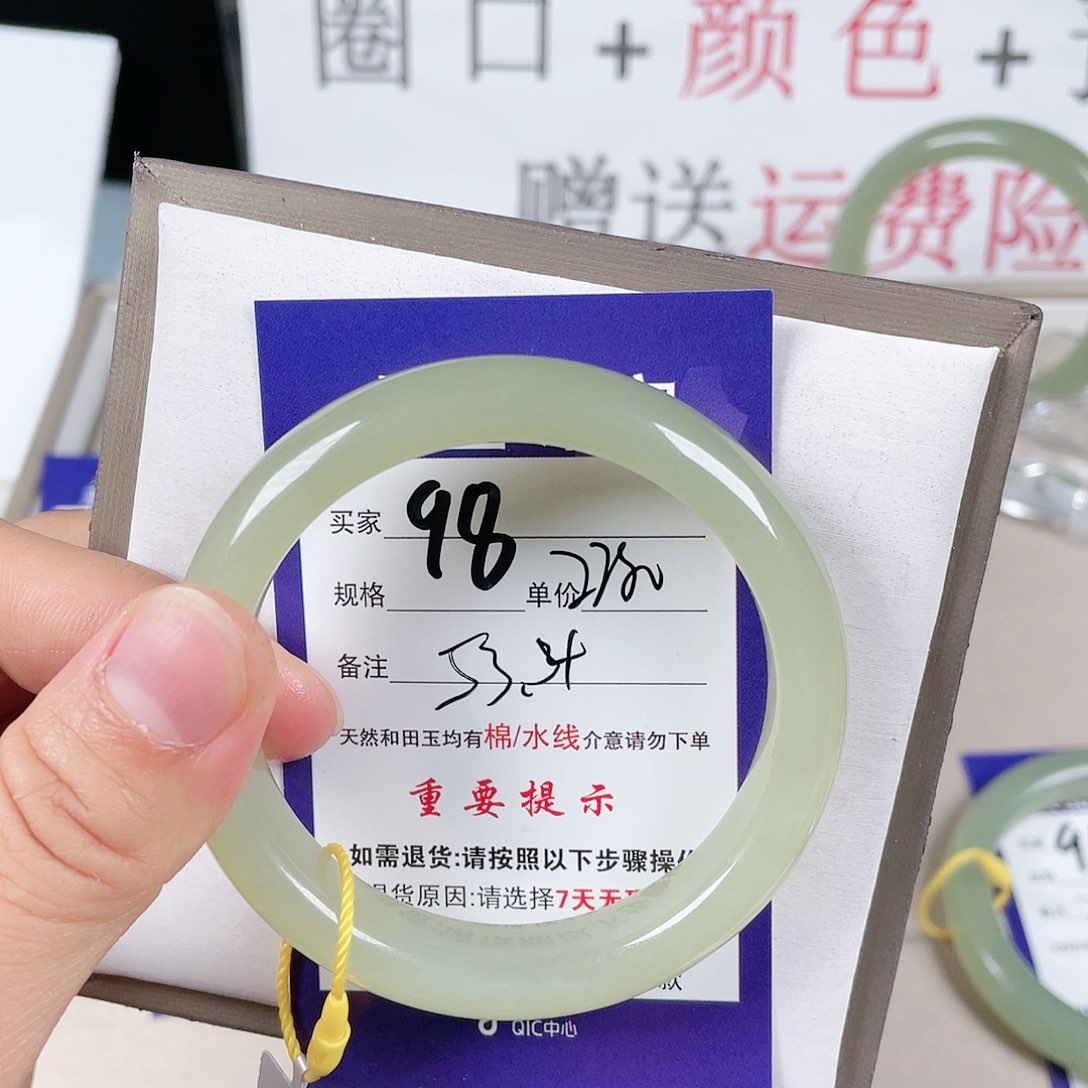 圈口+颜色+
赠送运费险
买家 98
规格 单价
备注
天然和田玉均有棉/水线介意请勿下单
重要提示
如需退货:请按照以下步骤操作
退货原因:请选择7天无
款
QIC中心
9